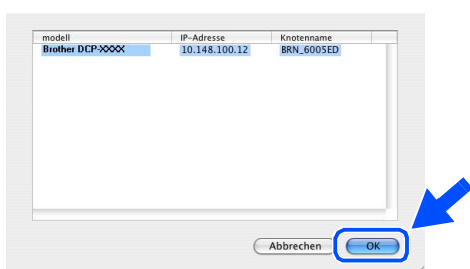 modell IP-Adresse Knotenname
Brother DCP-XXXX 10.148.100.12 BRN_6005ED
Abbrechen OK